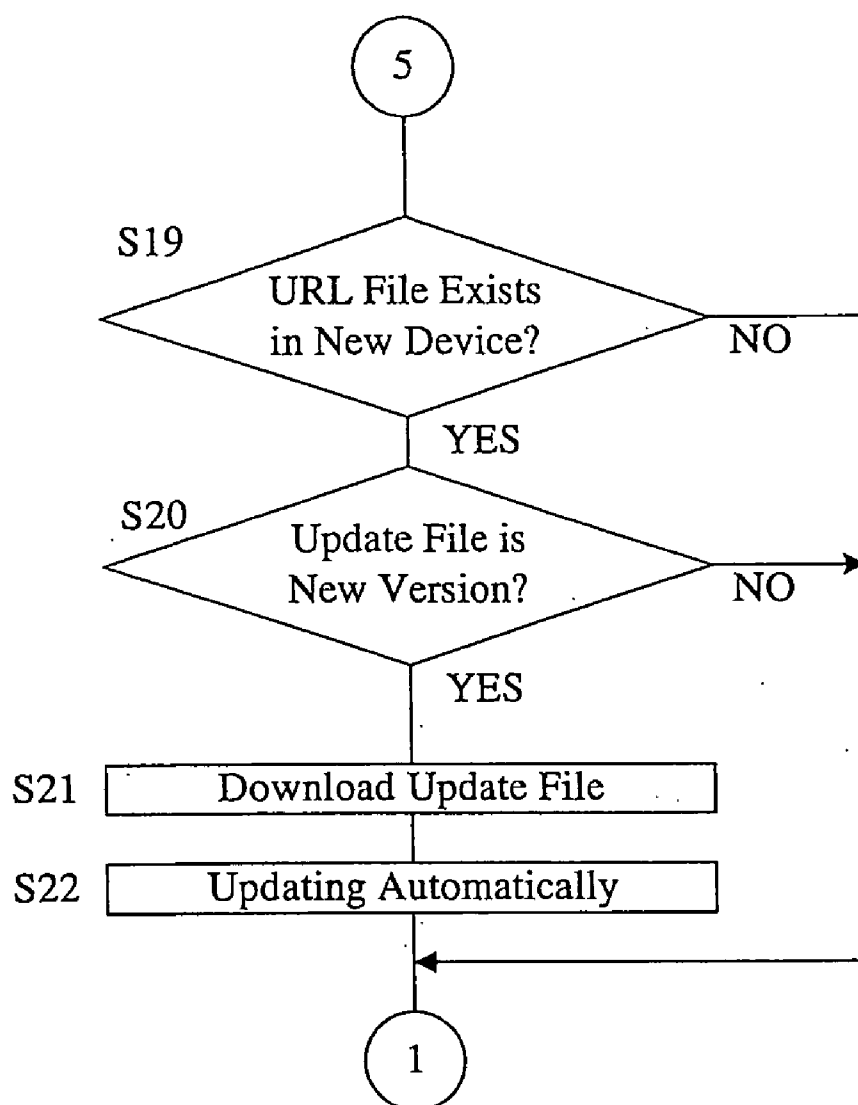 5
S19
URL File Exists
in New Device?
NO
YES
S20
Update File is
New Version?
NO
YES
S21
Download Update File
S22
Updating Automatically
1